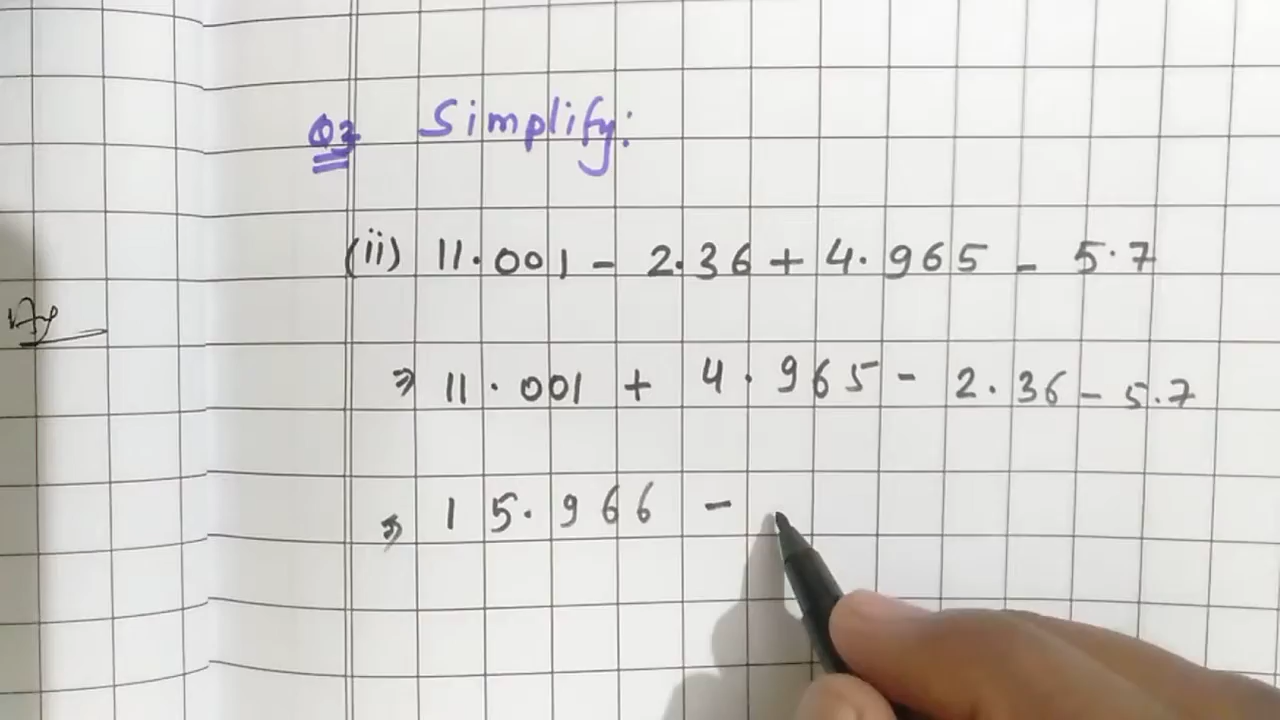 Q3 Simplify:
(ii) 11.001 - 2.36 + 4.965 - 5.7
⇒ 11.001 + 4.965 - 2.36 - 5.7
⇒ 15.966 -